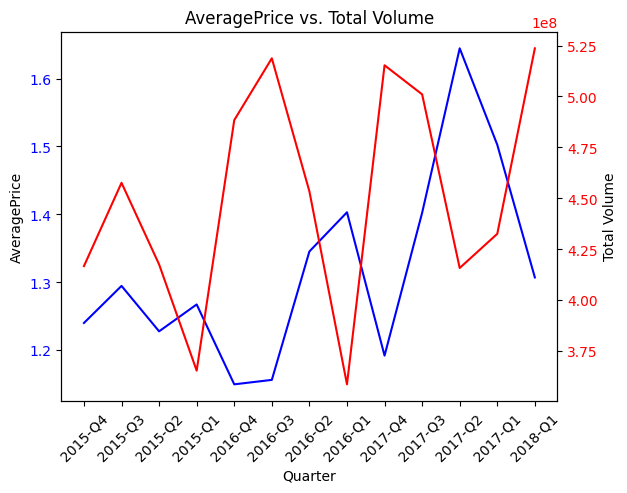 AveragePrice vs. Total Volume
1e8
AveragePrice
1.6
1.5
1.4
1.3
1.2
5.25
5.00
4.75
4.50
4.25
4.00
3.75
Total Volume
2015-Q4
2015-Q3
2015-Q2
2015-Q1
2016-Q4
2016-Q3
2016-Q2
2016-Q1
2017-Q4
2017-Q3
2017-Q2
2017-Q1
2018-Q1
Quarter